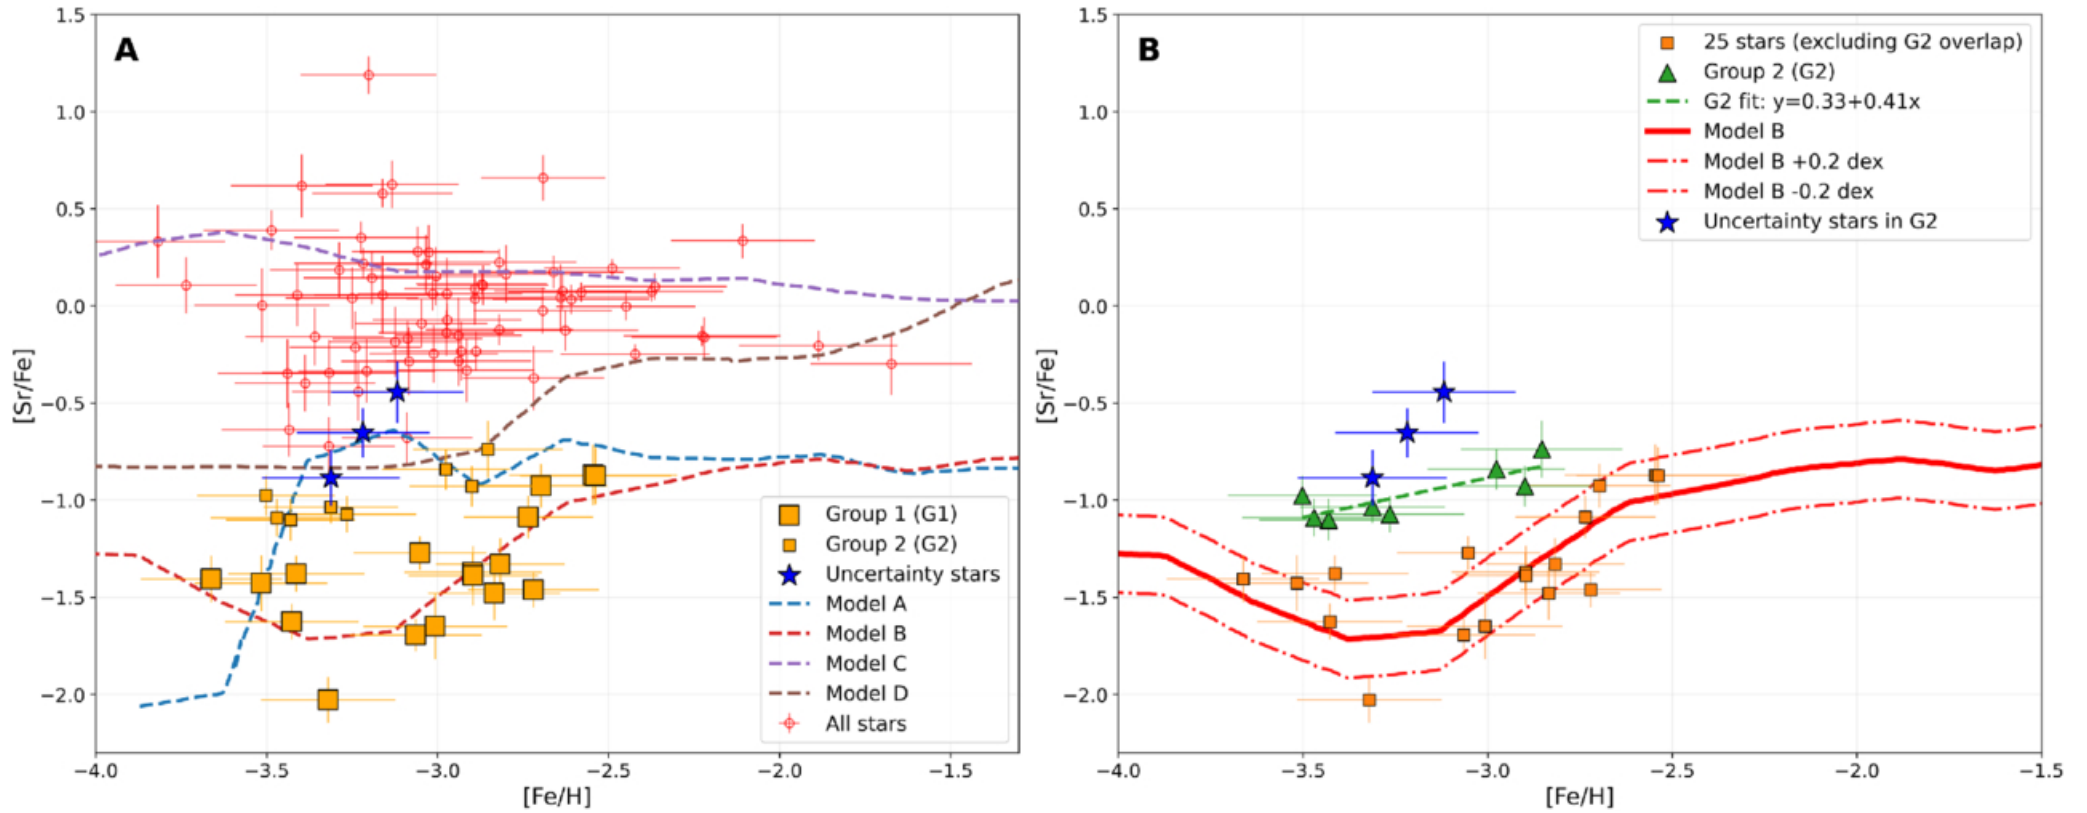 A
1.5
1.0
0.5
0.0
−0.5
−1.0
−1.5
−2.0
[Sr/Fe]
−4.0 −3.5 −3.0 −2.5 −2.0 −1.5
[Fe/H]
Group 1 (G1)
Group 2 (G2)
Uncertainty stars
Model A
Model B
Model C
Model D
All stars
B
1.5
1.0
0.5
0.0
−0.5
−1.0
−1.5
−2.0
[Sr/Fe]
−4.0 −3.5 −3.0 −2.5 −2.0 −1.5
[Fe/H]
25 stars (excluding G2 overlap)
Group 2 (G2)
G2 fit: y=0.33+0.41x
Model B
Model B +0.2 dex
Model B -0.2 dex
Uncertainty stars in G2